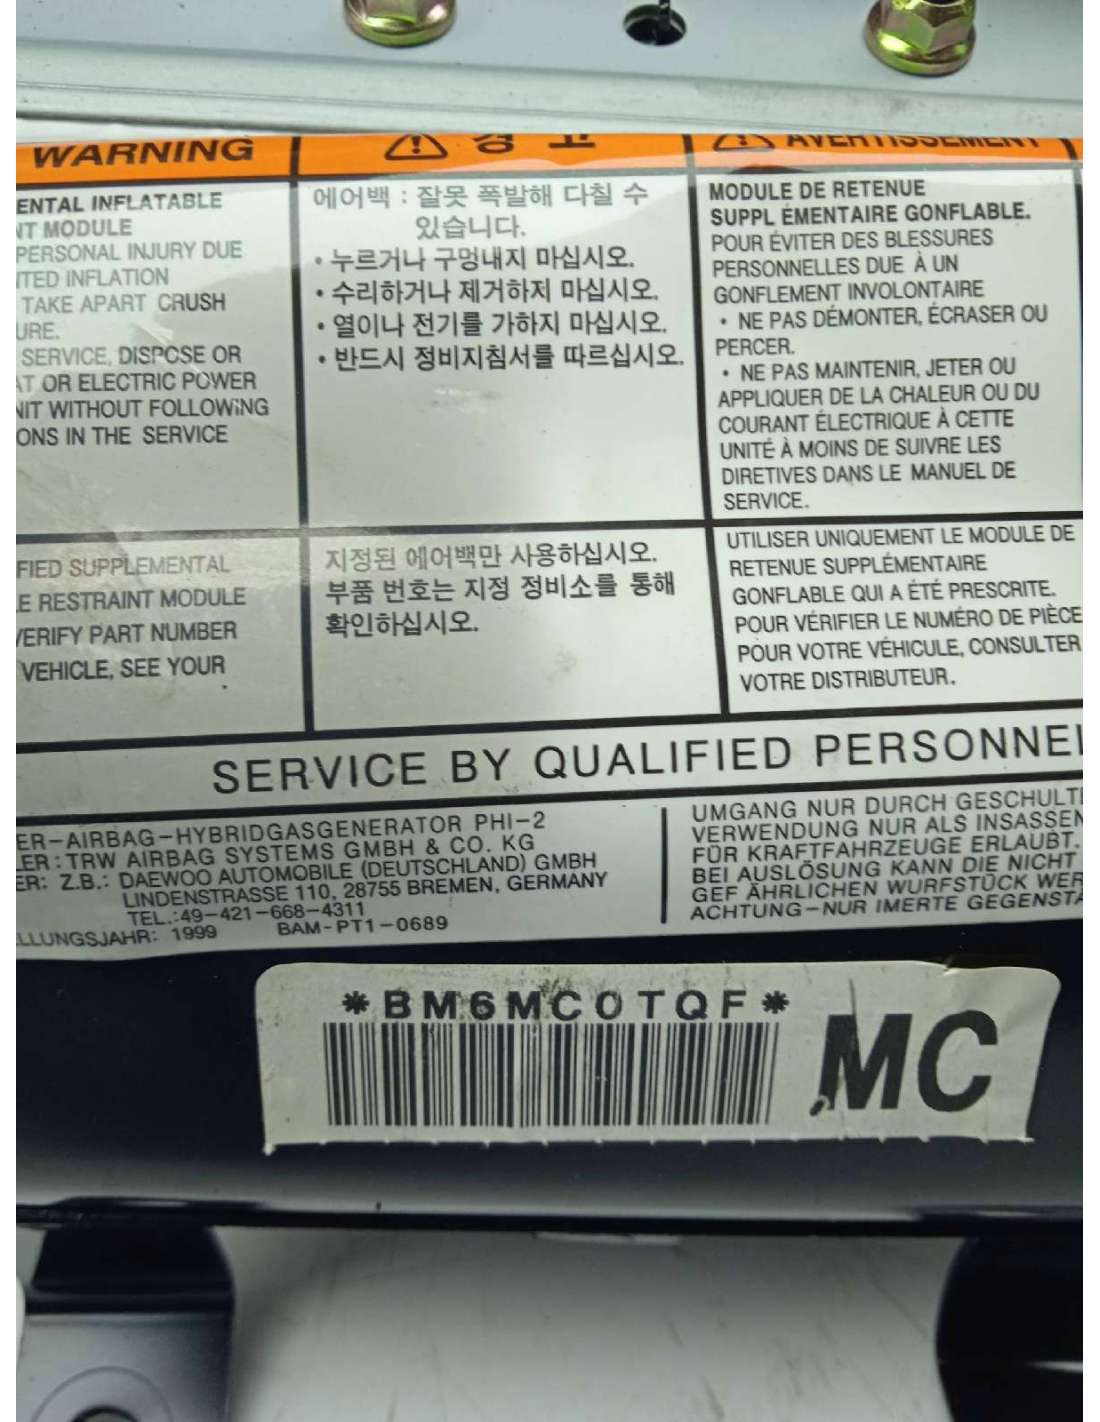 WARNING
ENTAL INFLATABLE
NT MODULE
PERSONAL INJURY DUE
TED INFLATION
TAKE APART CRUSH
URE.
SERVICE, DISPOSE OR
AT OR ELECTRIC POWER
NIT WITHOUT FOLLOWING
ONS IN THE SERVICE
경고
에어백 : 잘못 폭발해 다칠 수
있습니다.
• 누르거나 구멍내지 마십시오.
• 수리하거나 제거하지 마십시오.
• 열이나 전기를 가하지 마십시오.
• 반드시 정비지침서를 따르십시오.
AVERTISSEMENT
MODULE DE RETENUE
SUPPL ÉMENTAIRE GONFLABLE.
POUR ÉVITER DES BLESSURES
PERSONNELLES DUE À UN
GONFLEMENT INVOLONTAIRE
• NE PAS DÉMONTER, ÉCRASER OU
PERCER.
• NE PAS MAINTENIR, JETER OU
APPLIQUER DE LA CHALEUR OU DU
COURANT ÉLECTRIQUE À CETTE
UNITÉ À MOINS DE SUIVRE LES
DIRETIVES DANS LE MANUEL DE
SERVICE.
FIED SUPPLEMENTAL
E RESTRAINT MODULE
VERIFY PART NUMBER
VEHICLE, SEE YOUR
지정된 에어백만 사용하십시오.
부품 번호는 지정 정비소를 통해
확인하십시오.
UTILISER UNIQUEMENT LE MODULE DE
RETENUE SUPPLÉMENTAIRE
GONFLABLE QUI A ÉTÉ PRESCRITE.
POUR VÉRIFIER LE NUMÉRO DE PIÈCE
POUR VOTRE VÉHICULE, CONSULTER
VOTRE DISTRIBUTEUR.
SERVICE BY QUALIFIED PERSONNEL
ER-AIRBAG-HYBRIDGASGENERATOR PHI-2
LER : TRW AIRBAG SYSTEMS GMBH & CO. KG
ER: Z.B.: DAEWOO AUTOMOBILE (DEUTSCHLAND) GMBH
LINDENSTRASSE 110, 28755 BREMEN, GERMANY
TEL.:49-421-668-4311
LLUNGSJAHR: 1999 BAM-PT1-0689
UMGANG NUR DURCH GESCHULTE
VERWENDUNG NUR ALS INSASSEN
FÜR KRAFTFAHRZEUGE ERLAUBT.
BEI AUSLÖSUNG KANN DIE NICHT
GEF ÄHRLICHEN WURFSTÜCK WER
ACHTUNG-NUR IMERTE GEGENSTA
*BM6MC0TQF*
MC